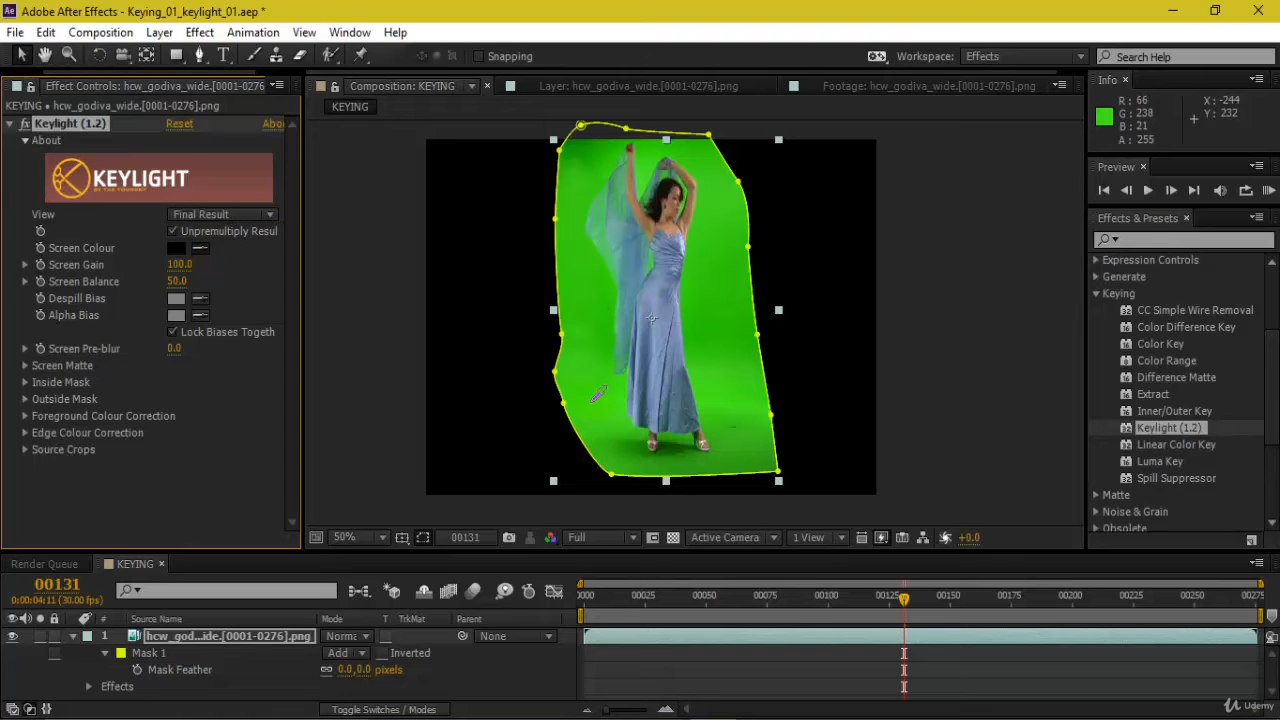 Adobe After Effects - Keying_01_keylight_01.aep *
File Edit Composition Layer Effect Animation View Window Help
Snapping
Workspace: Effects
Search Help
Effect Controls: hcw_godiva_wide.[0001-0276]
KEYING • hcw_godiva_wide.[0001-0276].png
fx Keylight (1.2) Reset Abo
About
KEYLIGHT
BY THE FOUNDRY
View Final Result
Unpremultiply Resul
Screen Colour
Screen Gain 100.0
Screen Balance 50.0
Despill Bias
Alpha Bias
Lock Biases Togeth
Screen Pre-blur 0.0
Screen Matte
Inside Mask
Outside Mask
Foreground Colour Correction
Edge Colour Correction
Source Crops
Composition: KEYING
Layer: hcw_godiva_wide.[0001-0276].png
Footage: hcw_godiva_wide.[0001-0276].png
KEYING
50% 00131 Full Active Camera 1 View +0.0
Info
R : 66 X : -244
G : 238 Y : 232
B : 21
A : 255
Preview
Effects & Presets
Expression Controls
Generate
Keying
CC Simple Wire Removal
Color Difference Key
Color Key
Color Range
Difference Matte
Extract
Inner/Outer Key
Keylight (1.2)
Linear Color Key
Luma Key
Spill Suppressor
Matte
Noise & Grain
Obsolete
Render Queue KEYING
00131
0:00:04:11 (30.00 fps)
0000 00025 00050 00075 00100 00125 00150 00175 00200 00225 00250 0027
# Source Name Mode T TrkMat Parent
1 hcw_god...ide.[0001-0276].png Norma None
Mask 1 Add Inverted
Mask Feather 0.0,0.0 pixels
Effects
Toggle Switches / Modes
Udemy